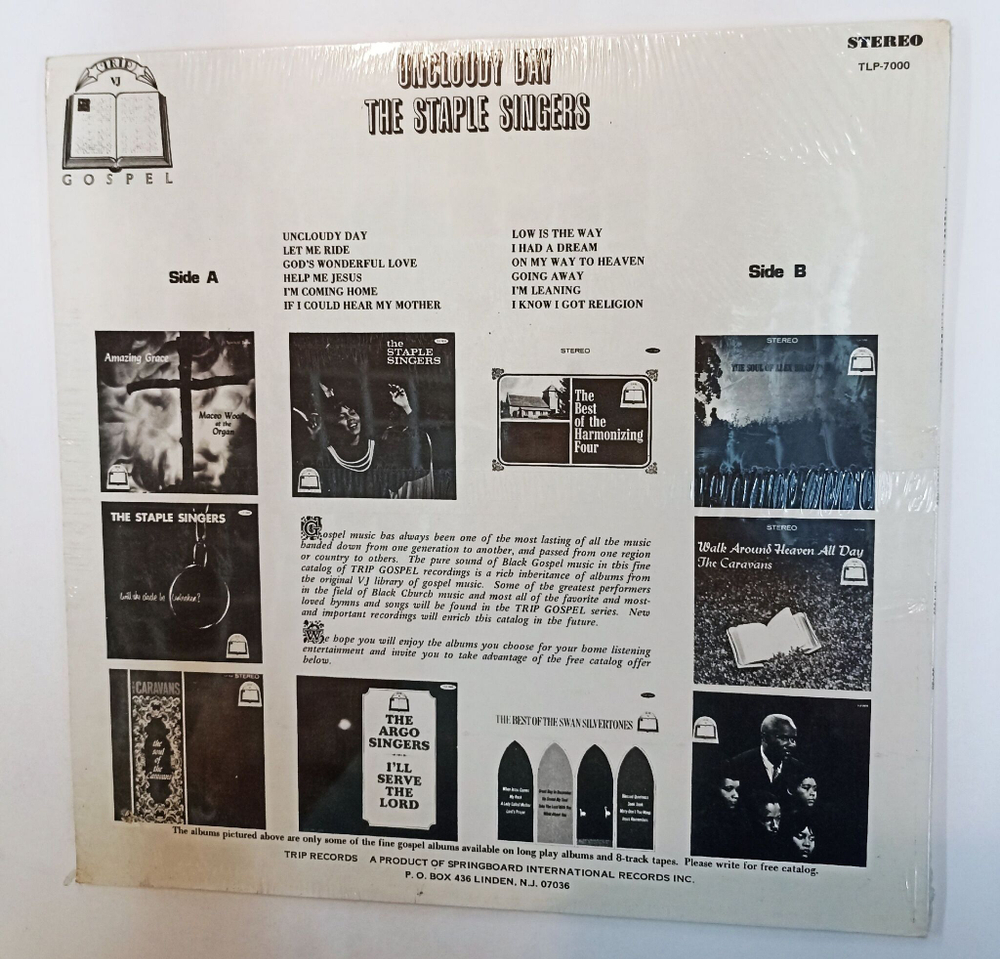 TRIP
VJ
GOSPEL
UNCLOUDY DAY
THE STAPLE SINGERS
STEREO
TLP-7000
Side A
UNCLOUDY DAY
LET ME RIDE
GOD'S WONDERFUL LOVE
HELP ME JESUS
I'M COMING HOME
IF I COULD HEAR MY MOTHER
LOW IS THE WAY
I HAD A DREAM
ON MY WAY TO HEAVEN
GOING AWAY
I'M LEANING
I KNOW I GOT RELIGION
Side B
Amazing Grace
Maceo Woods
at the
Organ
the
STAPLE
SINGERS
STEREO
The
Best
of the
Harmonizing
Four
STEREO
THE SOUL OF
THE STAPLE SINGERS
will the circle be unbroken?
Gospel music has always been one of the most lasting of all the music
handed down from one generation to another, and passed from one region
or country to others. The pure sound of Black Gospel music in this fine
catalog of TRIP GOSPEL recordings is a rich inheritance of albums from
the original VJ library of gospel music. Some of the greatest performers
in the field of Black Church music and most all of the favorite and most-
loved hymns and songs will be found in the TRIP GOSPEL series. New
and important recordings will enrich this catalog in the future.
We hope you will enjoy the albums you choose for your home listening
entertainment and invite you to take advantage of the free catalog offer
below.
STEREO
Walk Around Heaven All Day
The Caravans
STEREO
CARAVANS
the
soul
of the
Caravans
THE
ARGO
SINGERS
I'LL
SERVE
THE
LORD
THE BEST OF THE SWAN SILVERTONES
The albums pictured above are only some of the fine gospel albums available on long play albums and 8-track tapes. Please write for free catalog.
TRIP RECORDS A PRODUCT OF SPRINGBOARD INTERNATIONAL RECORDS INC.
P. O. BOX 436 LINDEN, N.J. 07036